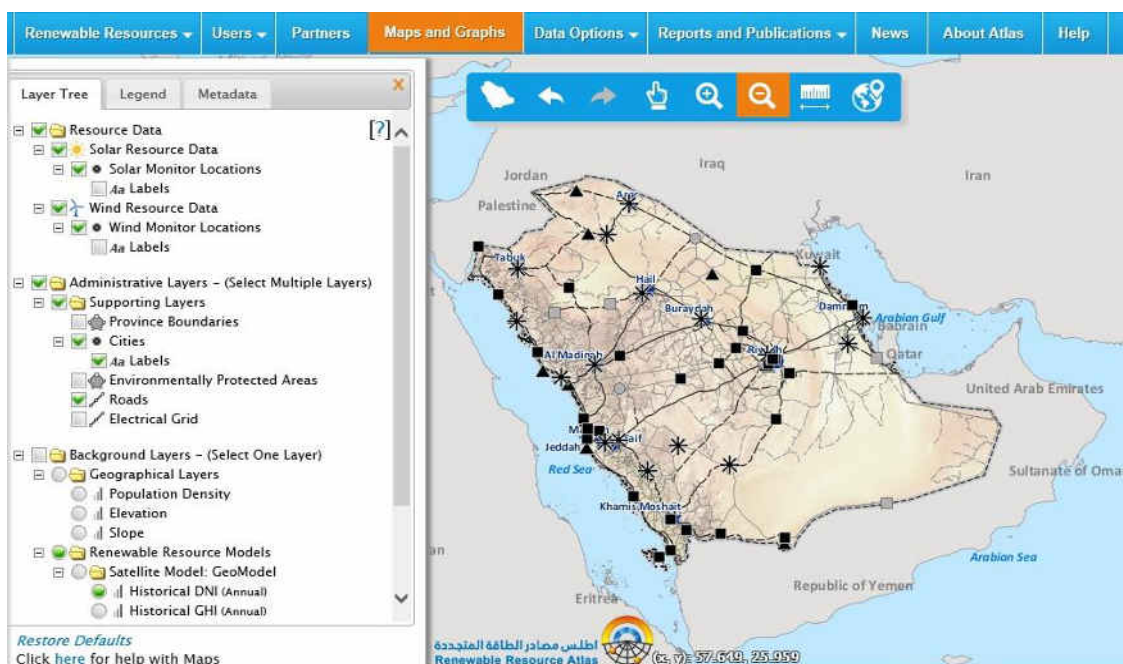 Renewable Resources Users Partners Maps and Graphs Data Options Reports and Publications News About Atlas Help
Layer Tree Legend Metadata X
Resource Data [?]
Solar Resource Data
Solar Monitor Locations
Aa Labels
Wind Resource Data
Wind Monitor Locations
Aa Labels
Administrative Layers - (Select Multiple Layers)
Supporting Layers
Province Boundaries
Cities
Aa Labels
Environmentally Protected Areas
Roads
Electrical Grid
Background Layers - (Select One Layer)
Geographical Layers
Population Density
Elevation
Slope
Renewable Resource Models
Satellite Model: GeoModel
Historical DNI (Annual)
Historical GHI (Annual)
Restore Defaults
Click here for help with Maps
Iraq
Jordan
Iran
Palestine
Kuwait
Tabuk
Hail
Buraydah
Arabian Gulf
Bahrain
Qatar
Al Madinah
United Arab Emirates
Jeddah
Red Sea
Sultanate of Oma
Khamis Moshait
Arabian Sea
Republic of Yemen
Eritrea
اطلس مصادر الطاقة المتجددة
Renewable Resource Atlas
(x, y): 57.649, 25.959